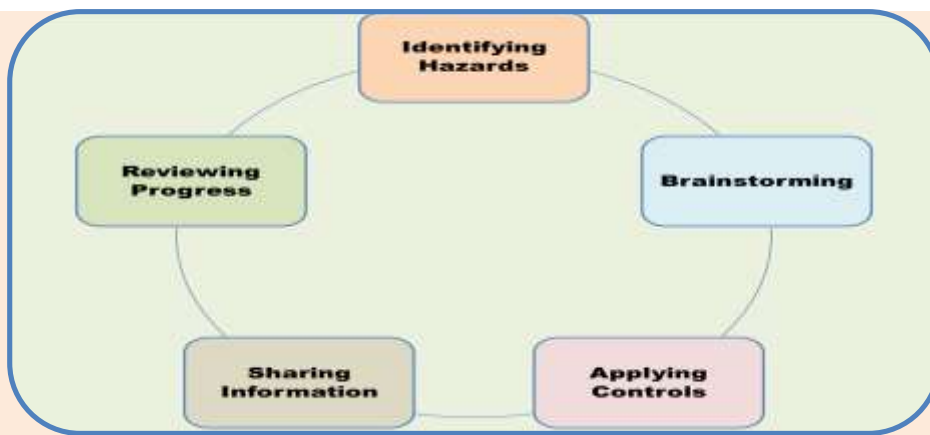 Identifying
Hazards
Brainstorming
Applying
Controls
Sharing
Information
Reviewing
Progress